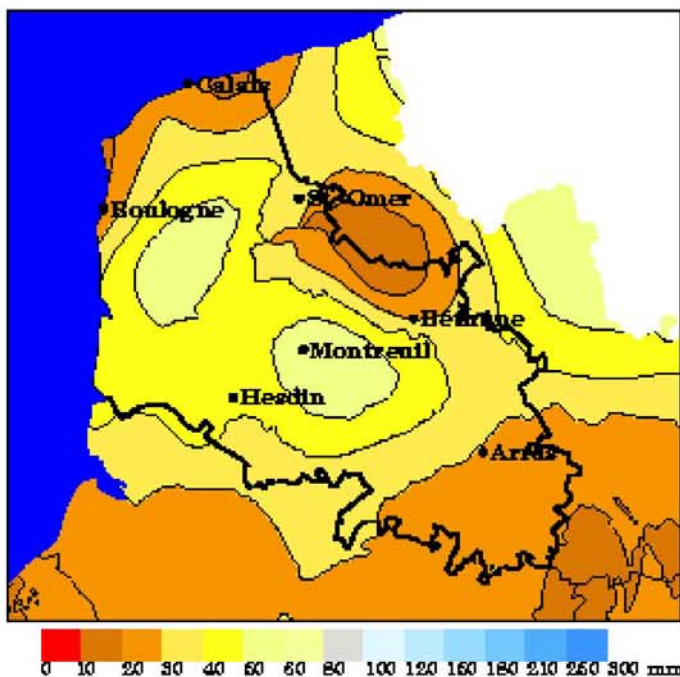 Calais
St. Omer
Boulogne
Béthune
Montreuil
Hesdin
Arras
0 10 20 30 40 50 60 80 100 120 160 180 210 250 300 mm